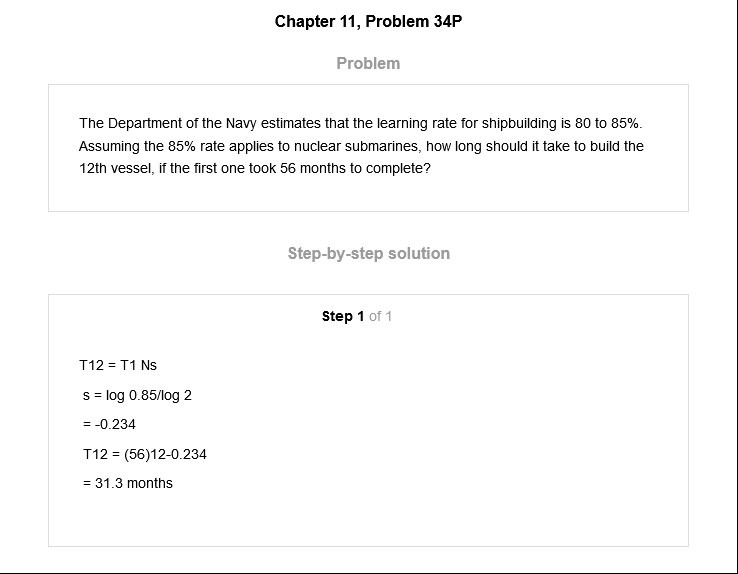 Chapter 11, Problem 34P
Problem
The Department of the Navy estimates that the learning rate for shipbuilding is 80 to 85%.
Assuming the 85% rate applies to nuclear submarines, how long should it take to build the
12th vessel, if the first one took 56 months to complete?
Step-by-step solution
Step 1 of 1
T12 = T1 Ns
s = log 0.85/log 2
= -0.234
T12 = (56)12-0.234
= 31.3 months